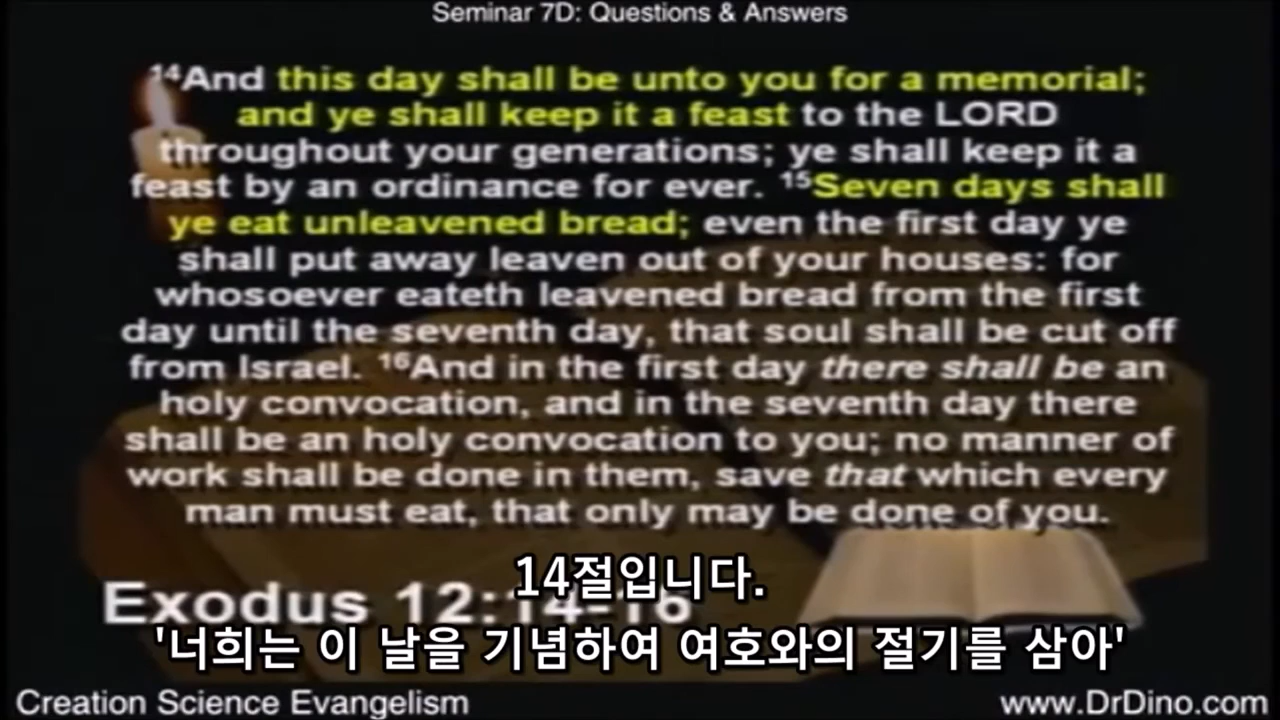 Seminar 7D: Questions & Answers
¹⁴And this day shall be unto you for a memorial;
and ye shall keep it a feast to the LORD
throughout your generations; ye shall keep it a
feast by an ordinance for ever. ¹⁵Seven days shall
ye eat unleavened bread; even the first day ye
shall put away leaven out of your houses: for
whosoever eateth leavened bread from the first
day until the seventh day, that soul shall be cut off
from Israel. ¹⁶And in the first day there shall be an
holy convocation, and in the seventh day there
shall be an holy convocation to you; no manner of
work shall be done in them, save that which every
man must eat, that only may be done of you.
Exodus 12:14-16
14절입니다.
'너희는 이 날을 기념하여 여호와의 절기를 삼아'
Creation Science Evangelism
www.DrDino.com